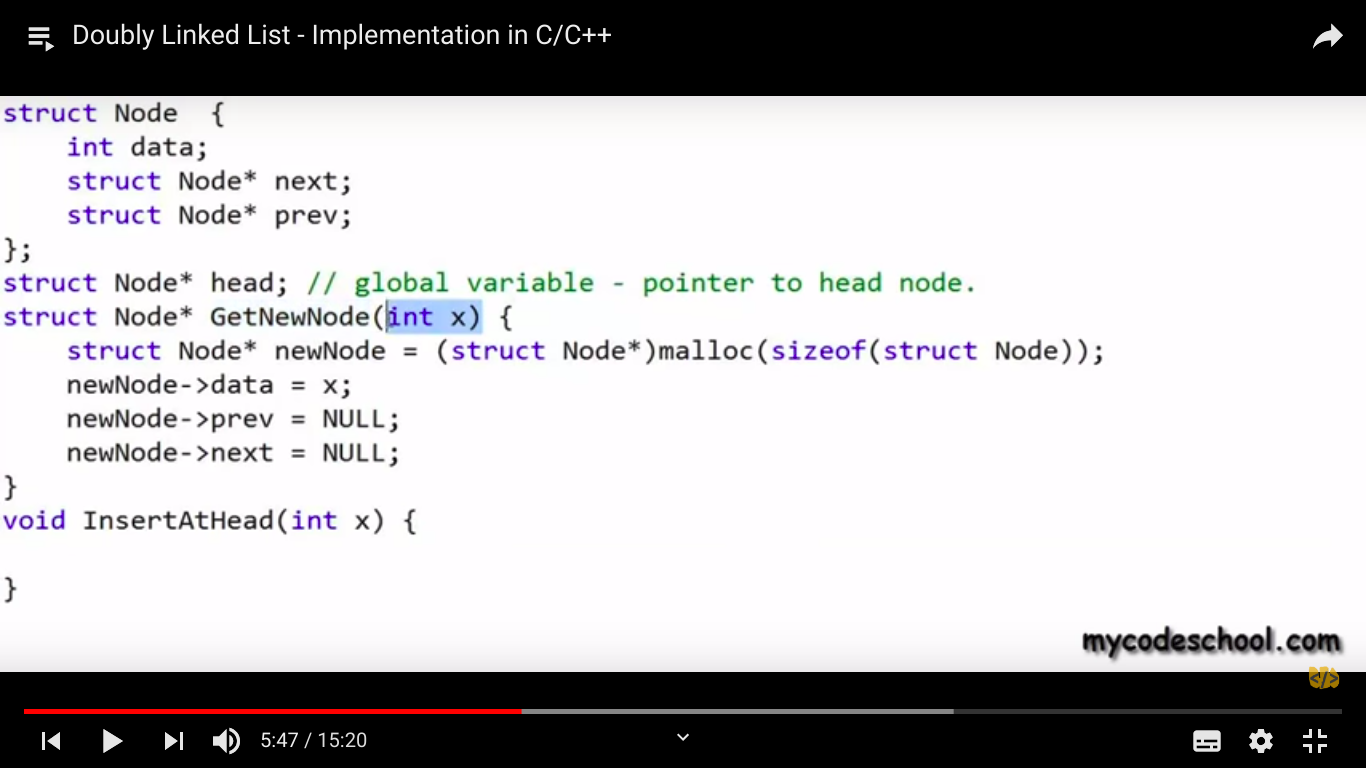 Doubly Linked List - Implementation in C/C++
struct Node  {
    int data;
    struct Node* next;
    struct Node* prev;
};
struct Node* head; // global variable - pointer to head node.
struct Node* GetNewNode(int x) {
    struct Node* newNode = (struct Node*)malloc(sizeof(struct Node));
    newNode->data = x;
    newNode->prev = NULL;
    newNode->next = NULL;
}
void InsertAtHead(int x) {
}
mycodeschool.com
</>
5:47 / 15:20